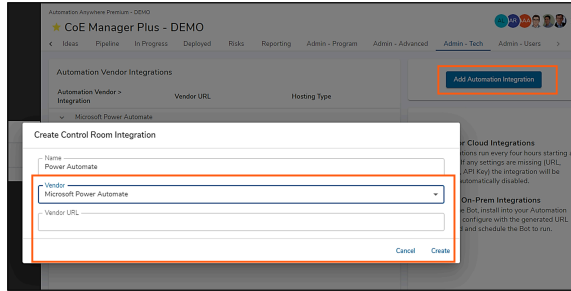 Automation Anywhere Premium - DEMO
CoE Manager Plus - DEMO
Ideas Pipeline In Progress Deployed Risks Reporting Admin - Program Admin - Advanced Admin - Tech Admin - Users
Automation Vendor Integrations
Add Automation Integration
Automation Vendor >
Integration
Vendor URL
Hosting Type
Microsoft Power Automate
Create Control Room Integration
Name
Power Automate
Vendor
Microsoft Power Automate
Vendor URL
Cancel Create
Cloud Integrations
run every four hours starting
If any settings are missing (URL,
API Key) the integration will be
automatically disabled.
On-Prem Integrations
Bot, install into your Automation
configure with the generated URL
and schedule the Bot to run.